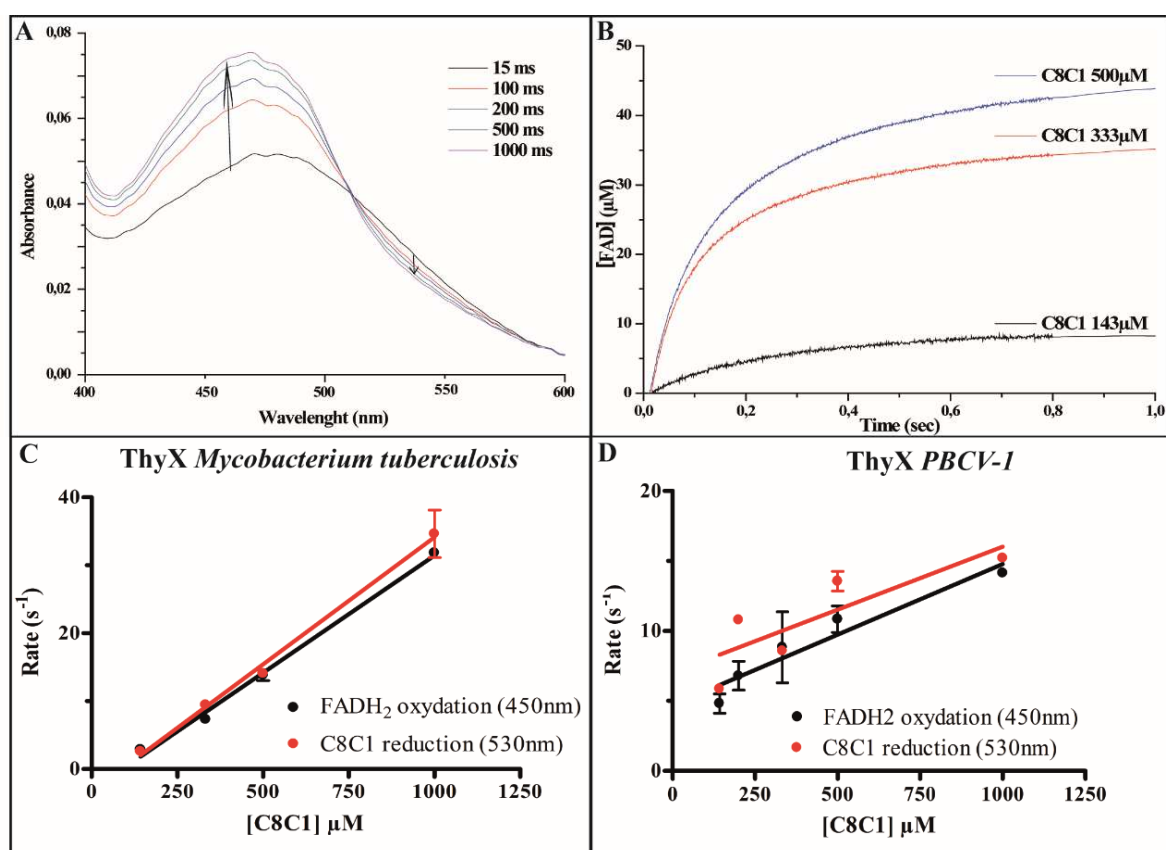 A
0,08
0,06
0,04
0,02
0,00
Absorbance
400
450
500
550
600
Wavelenght (nm)
15 ms
100 ms
200 ms
500 ms
1000 ms
B
50
40
30
20
10
0
[FAD] (µM)
C8C1 500µM
C8C1 333µM
C8C1 143µM
0,0
0,2
0,4
0,6
0,8
1,0
Time (sec)
C
ThyX Mycobacterium tuberculosis
40
20
0
Rate (s⁻¹)
FADH₂ oxydation (450nm)
C8C1 reduction (530nm)
0
250
500
750
1000
1250
[C8C1] µM
D
ThyX PBCV-1
20
10
0
Rate (s⁻¹)
FADH2 oxydation (450nm)
C8C1 reduction (530nm)
0
250
500
750
1000
1250
[C8C1] µM